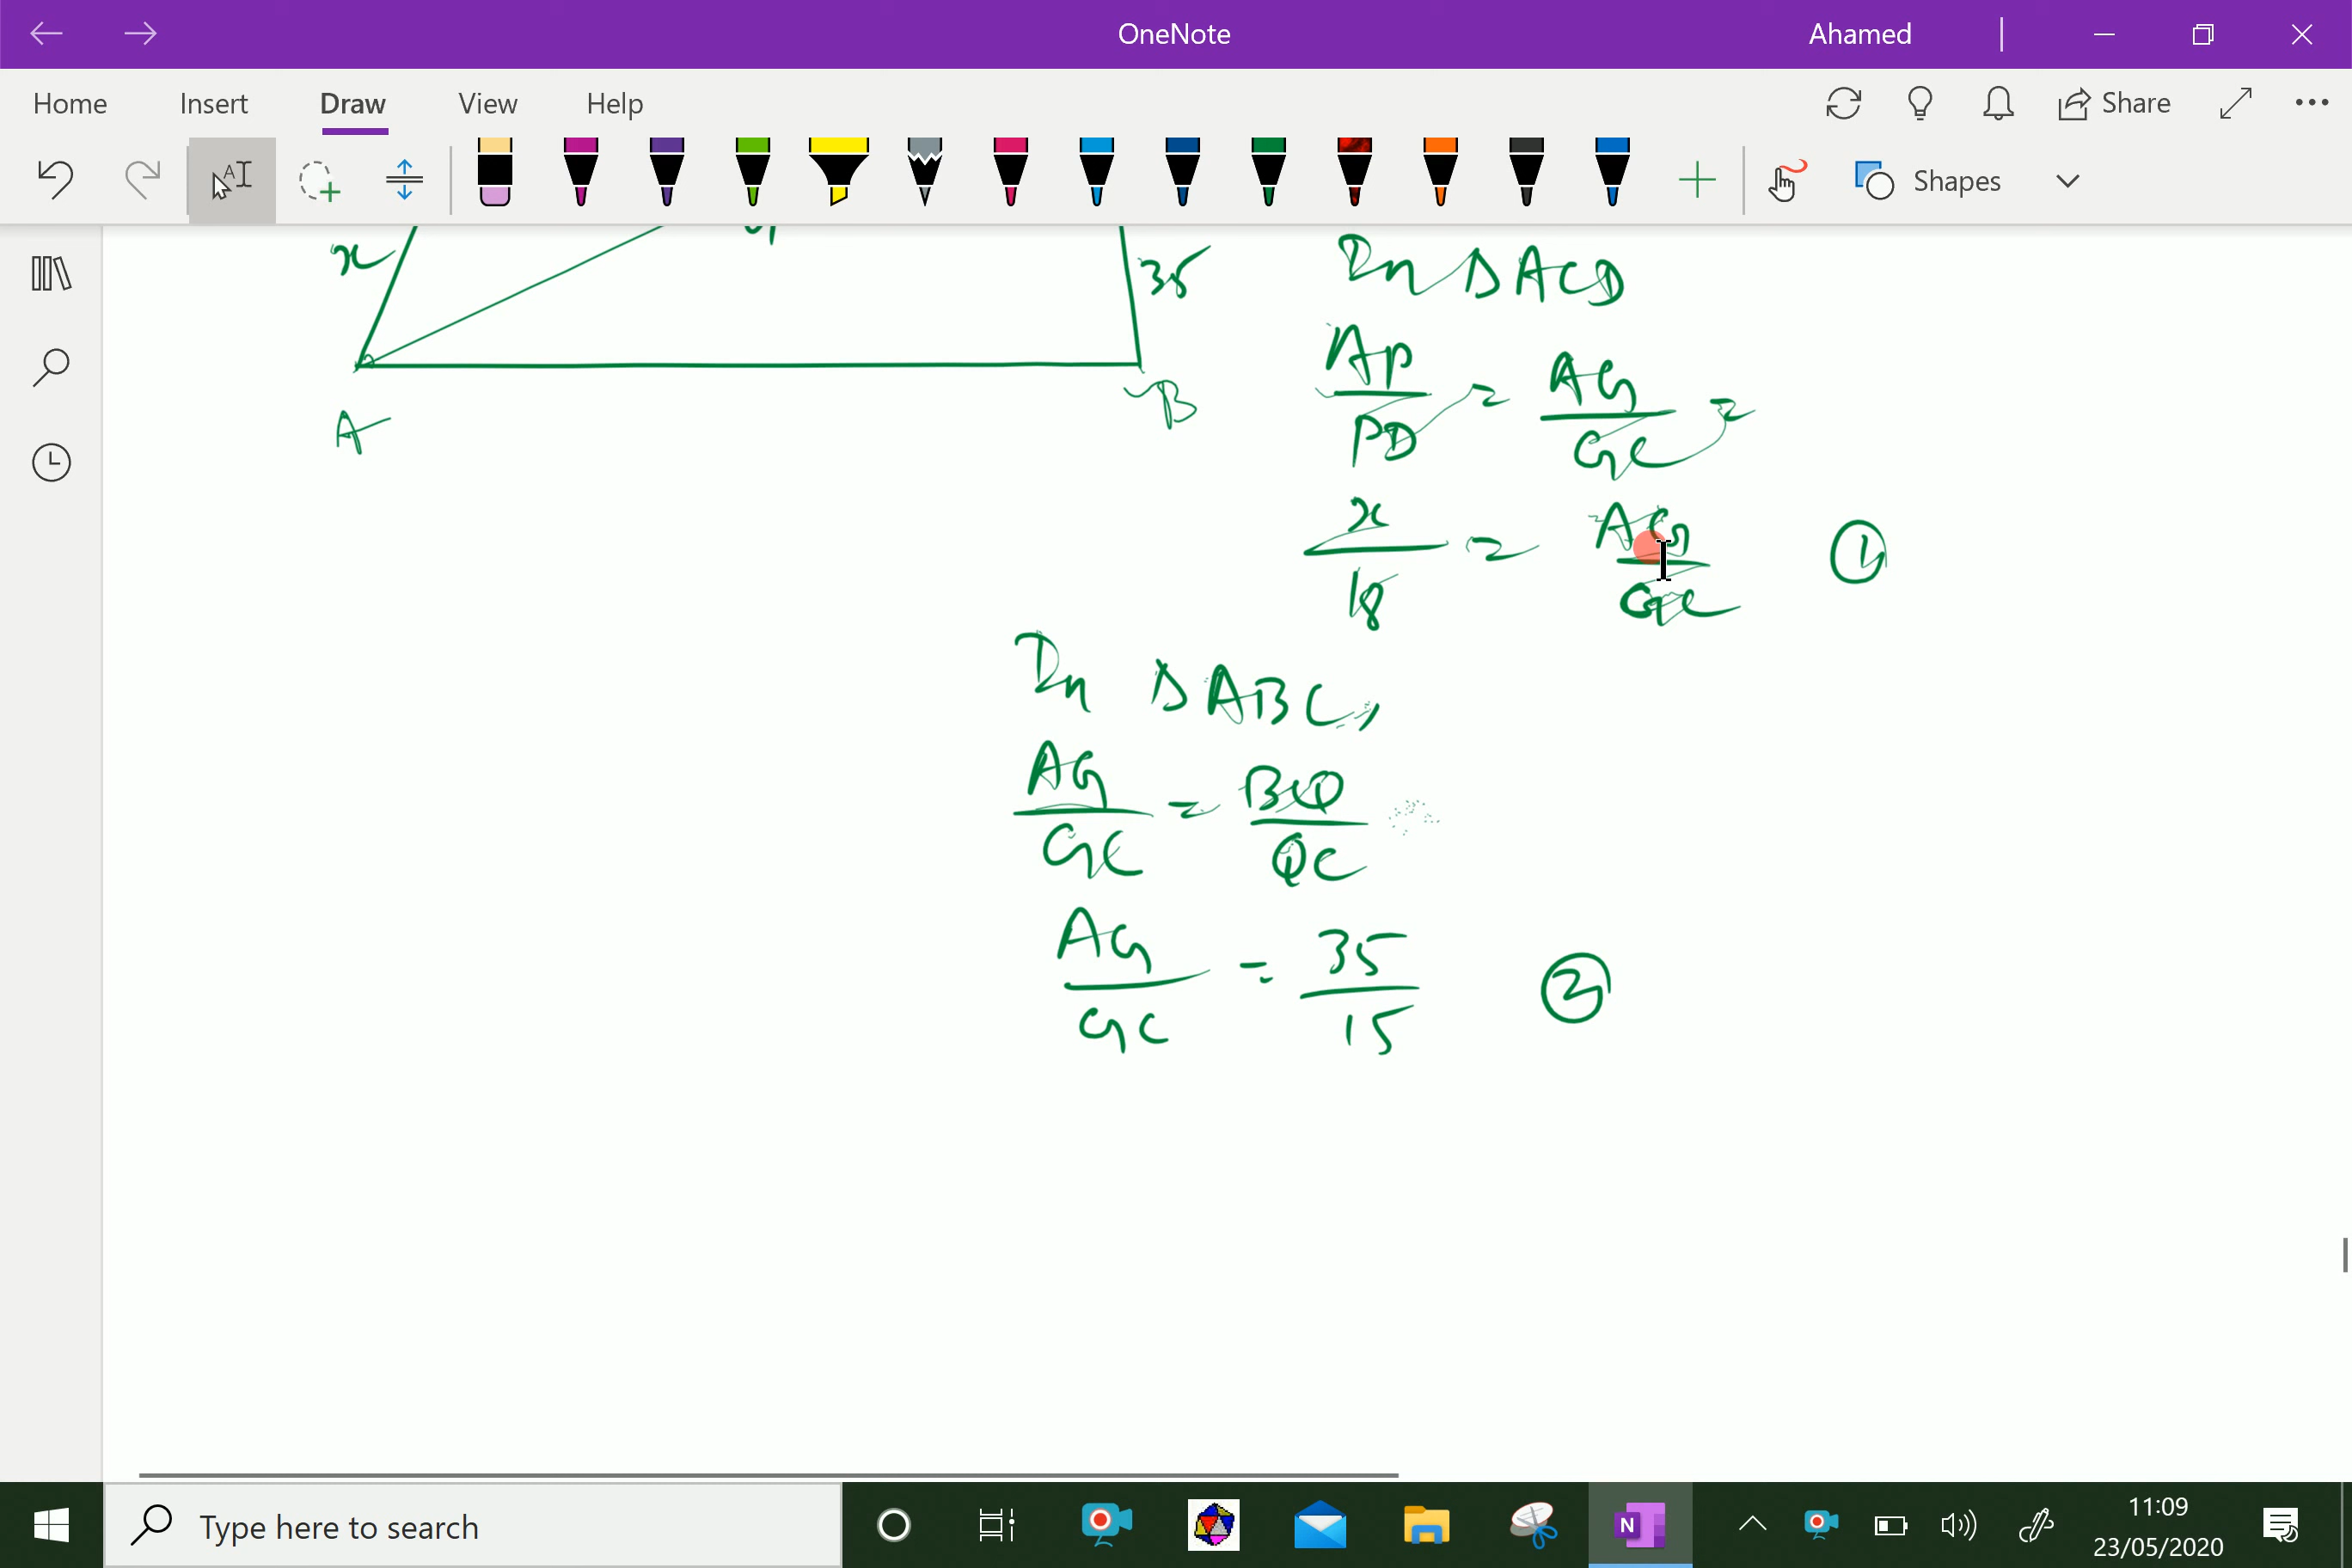 OneNote
Ahamed
Home Insert Draw View Help
Share
Shapes
x
35
A
B
In Δ ACD
AP/PD = AG/GC =
x/18 = AG/GC ①
In Δ ABC,
AG/GC = BQ/QC
AG/GC = 35/15 ②
Type here to search
11:09
23/05/2020